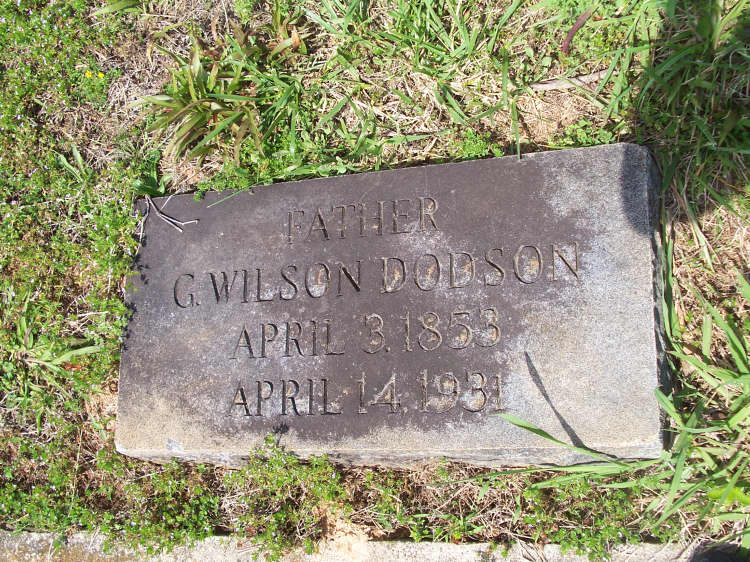 FATHER
G. WILSON DODSON
APRIL 3, 1853
APRIL 14, 1931